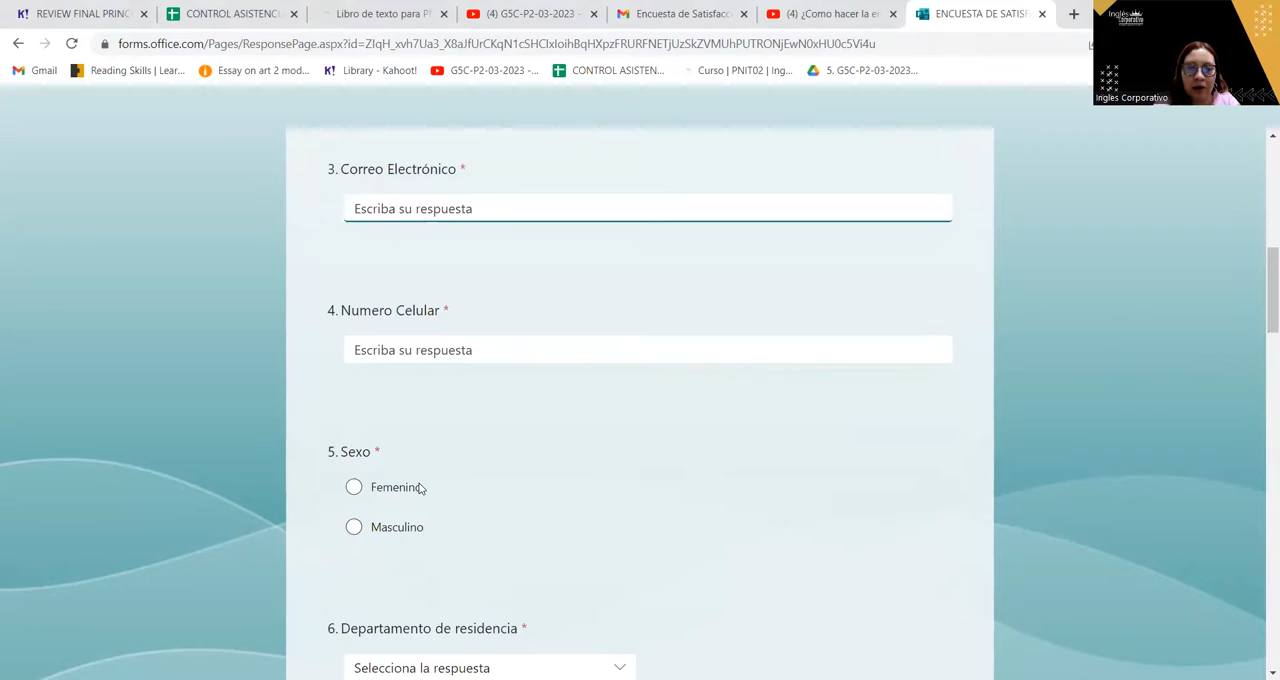 REVIEW FINAL PRINC
CONTROL ASISTENCI
Libro de texto para P
(4) G5C-P2-03-2023 -
Encuesta de Satisfacc
(4) ¿Como hacer la en
ENCUESTA DE SATISF
forms.office.com/Pages/ResponsePage.aspx?id=ZIqH_xvh7Ua3_X8aJfUrCKqN1cSHCIxIoihBqHXpzFRURFNETjUzSkZVMUhPUTRONjEwN0xHU0c5Vi4u
Gmail
Reading Skills | Lear...
Essay on art 2 mod...
Library - Kahoot!
G5C-P2-03-2023 -...
CONTROL ASISTEN...
Curso | PNIT02 | Ing...
5. G5C-P2-03-2023...
Inglés
Corporativo
Ingles Corporativo
3. Correo Electrónico *
Escriba su respuesta
4. Numero Celular *
Escriba su respuesta
5. Sexo *
Femenino
Masculino
6. Departamento de residencia *
Selecciona la respuesta